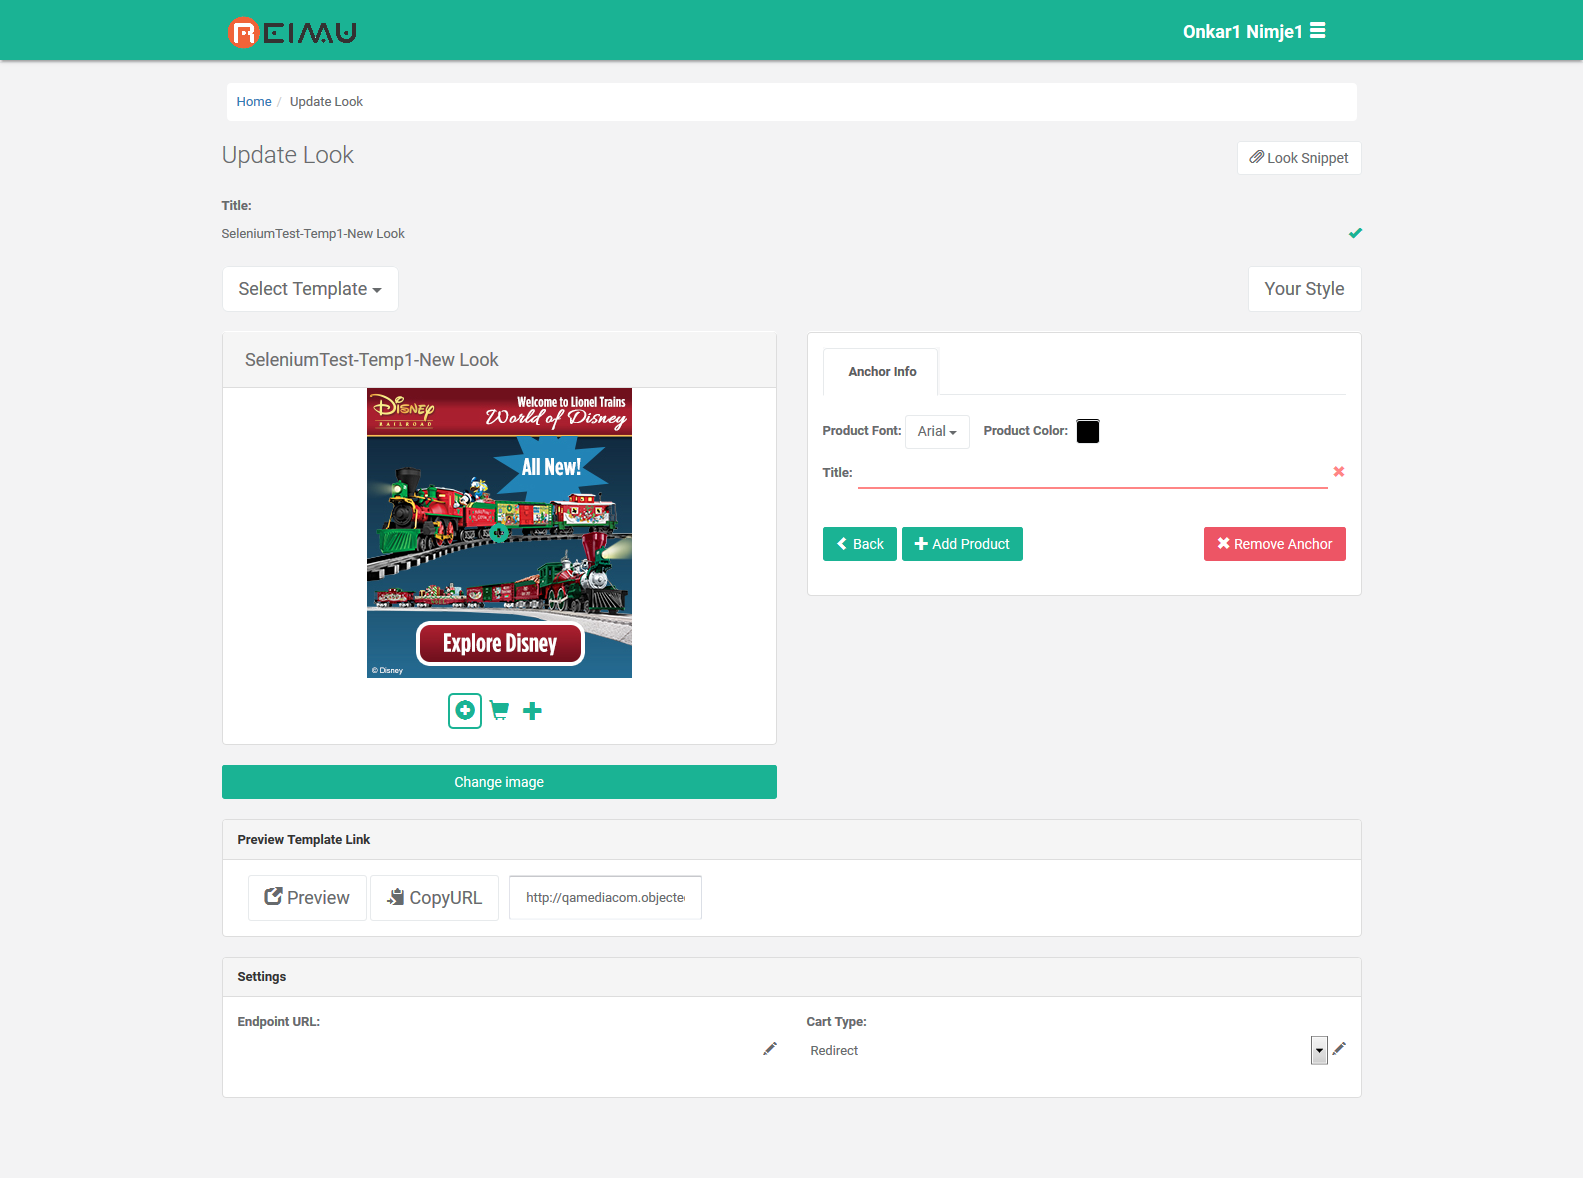 REIMU
Onkar1 Nimje1
Home / Update Look
Update Look
Look Snippet
Title:
SeleniumTest-Temp1-New Look
Select Template
Your Style
SeleniumTest-Temp1-New Look
DISNEY
RAILROAD
Welcome to Lionel Trains
World of Disney
All New!
Explore Disney
© Disney
Change image
Anchor Info
Product Font: Arial Product Color:
Title:
Back Add Product Remove Anchor
Preview Template Link
Preview CopyURL http://qamediacom.objecte
Settings
Endpoint URL:
Cart Type:
Redirect